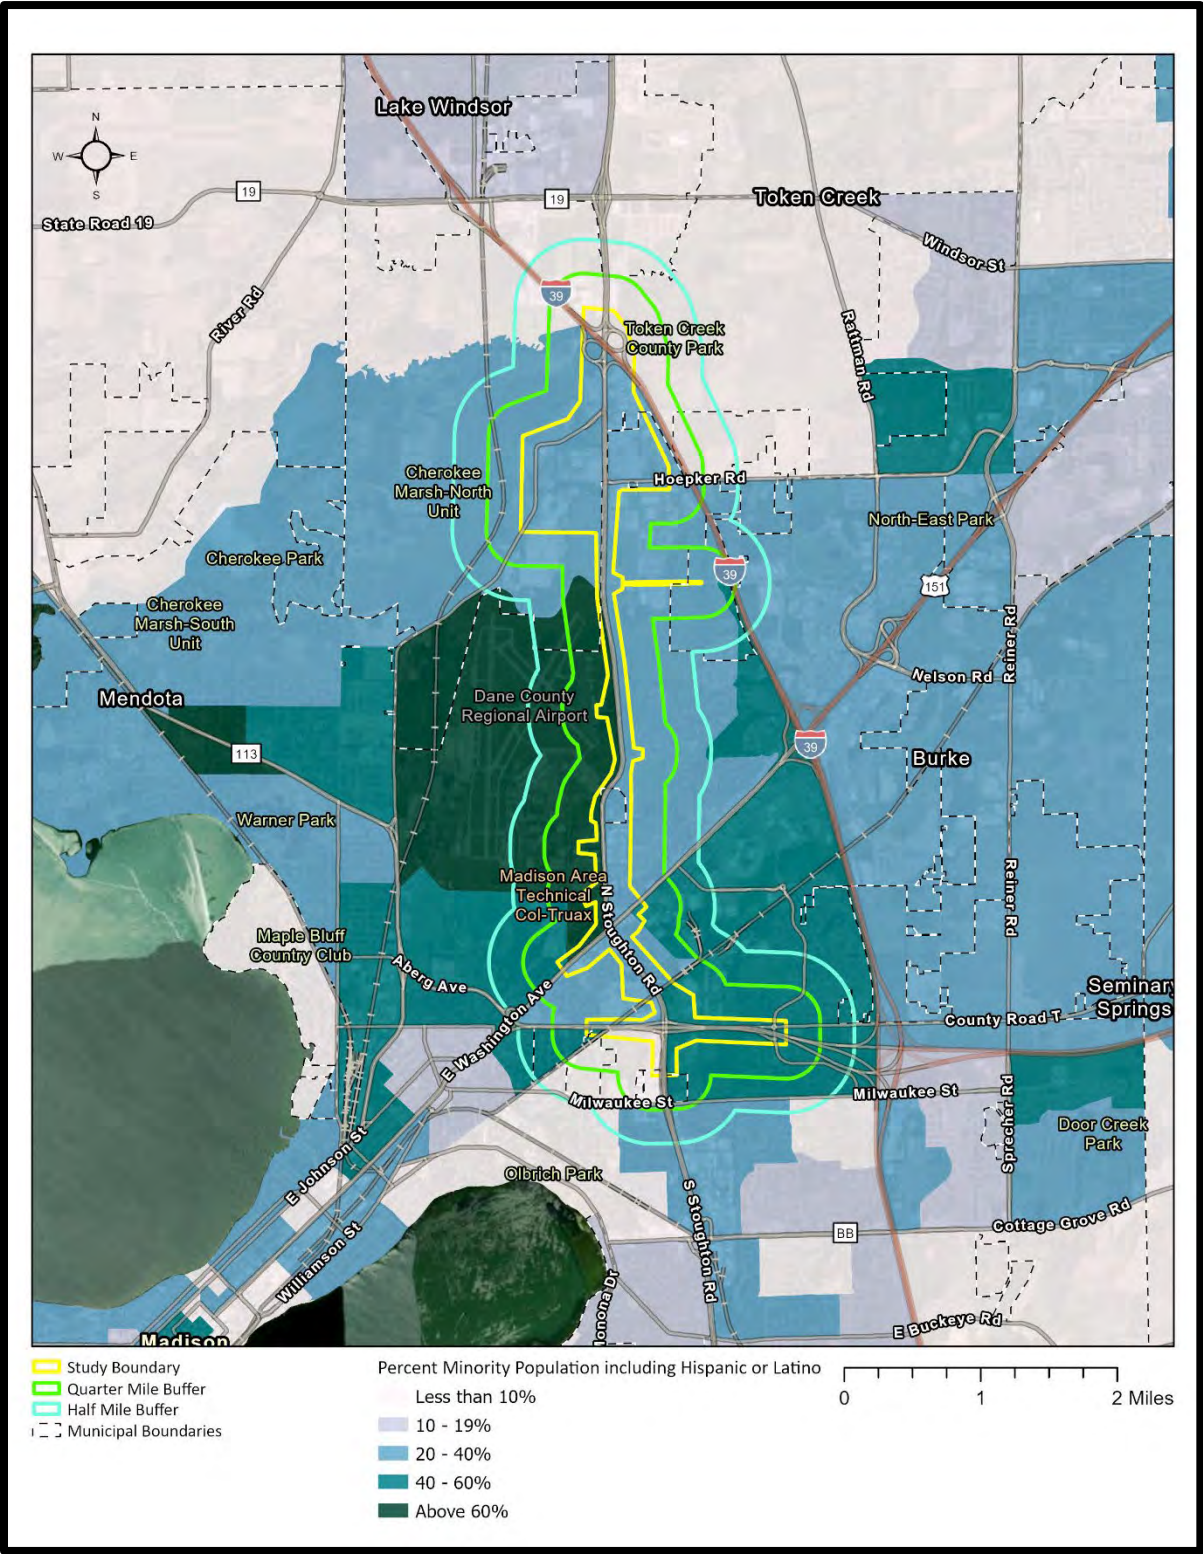 Lake Windsor
N
W E
S
19
19
State Road 19
Token Creek
Windsor St
River Rd
39
Token Creek
County Park
Rattman Rd
Cherokee
Marsh-North
Unit
Hoepker Rd
North-East Park
Cherokee Park
39
151
Cherokee
Marsh-South
Unit
Reiner Rd
Nelson Rd
Mendota
Dane County
Regional Airport
113
39
Burke
Warner Park
Madison Area
Technical
Col-Truax
N Stoughton Rd
Reiner Rd
Maple Bluff
Country Club
Aberg Ave
E Washington Ave
Seminary
Springs
County Road T
Milwaukee St
Milwaukee St
Sprecher Rd
Door Creek
Park
E Johnson St
Olbrich Park
S Stoughton Rd
Cottage Grove Rd
BB
Williamson St
Monona Dr
E Buckeye Rd
Madison
Study Boundary
Quarter Mile Buffer
Half Mile Buffer
Municipal Boundaries
Percent Minority Population including Hispanic or Latino
Less than 10%
10 - 19%
20 - 40%
40 - 60%
Above 60%
0 1 2 Miles